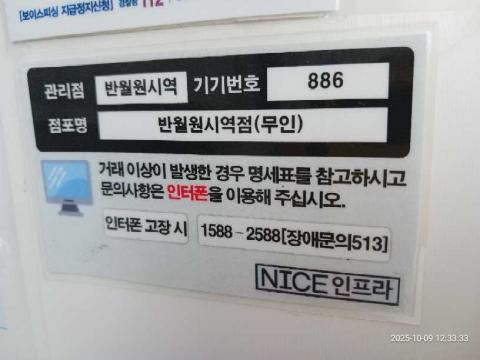 [보이스피싱 지급정지신청] 경찰청 112
관리점 반월원시역 기기번호 886
점포명 반월원시역점(무인)
거래 이상이 발생한 경우 명세표를 참고하시고
문의사항은 인터폰을 이용해 주십시오.
인터폰 고장 시 1588-2588[장애문의513]
NICE인프라
2025-10-09 12:33:33